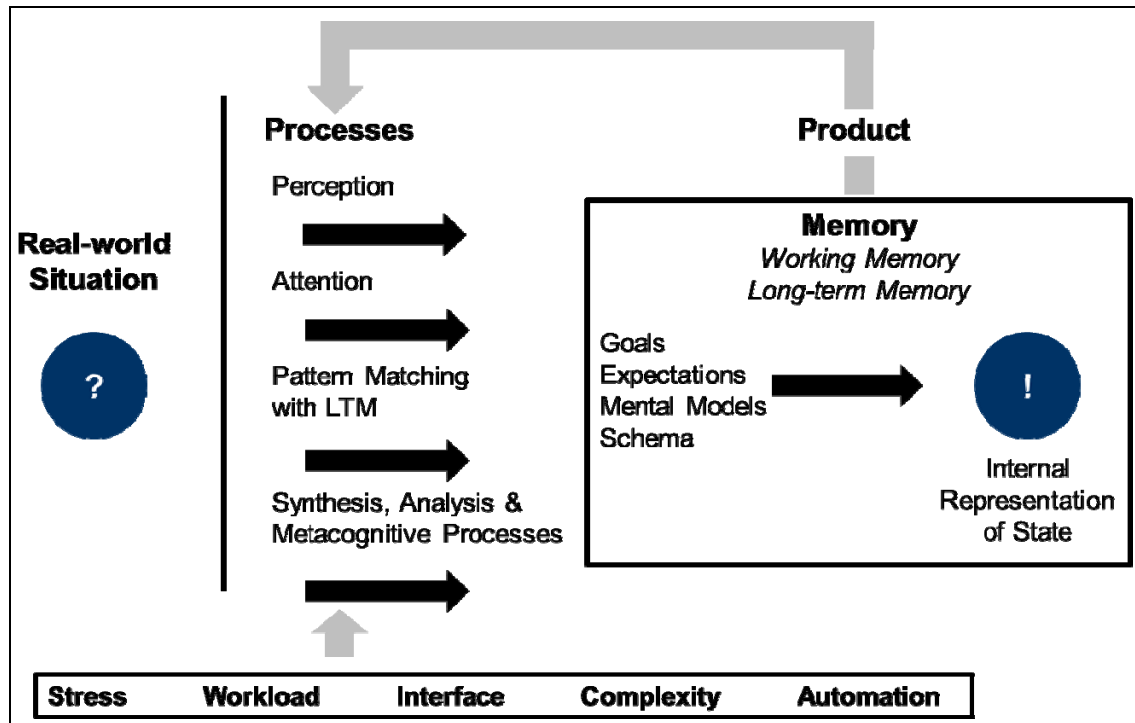 Processes
Product
Perception
Real-world
Situation
?
Attention
Pattern Matching
with LTM
Synthesis, Analysis &
Metacognitive Processes
Memory
Working Memory
Long-term Memory
Goals
Expectations
Mental Models
Schema
!
Internal
Representation
of State
Stress Workload Interface Complexity Automation